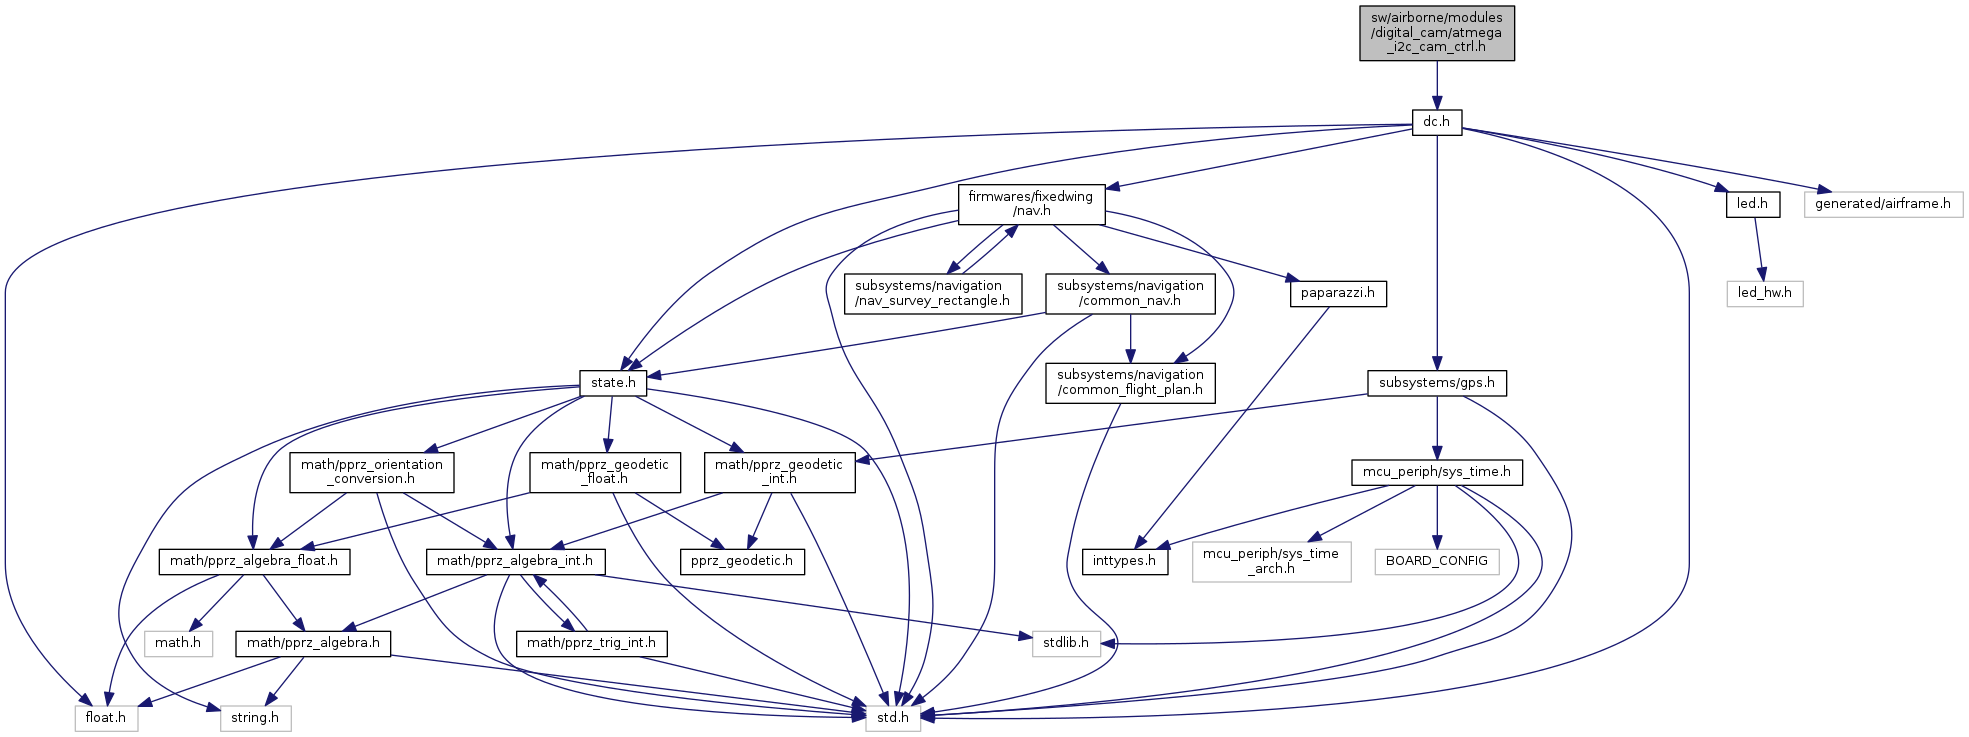 sw/airborne/modules
/digital_cam/atmega
_i2c_cam_ctrl.h
dc.h
firmwares/fixedwing
/nav.h
led.h
generated/airframe.h
subsystems/navigation
/nav_survey_rectangle.h
subsystems/navigation
/common_nav.h
paparazzi.h
led_hw.h
state.h
subsystems/navigation
/common_flight_plan.h
subsystems/gps.h
math/pprz_orientation
_conversion.h
math/pprz_geodetic
_float.h
math/pprz_geodetic
_int.h
mcu_periph/sys_time.h
math/pprz_algebra_float.h
math/pprz_algebra_int.h
pprz_geodetic.h
inttypes.h
mcu_periph/sys_time
_arch.h
BOARD_CONFIG
math.h
math/pprz_algebra.h
math/pprz_trig_int.h
stdlib.h
float.h
string.h
std.h